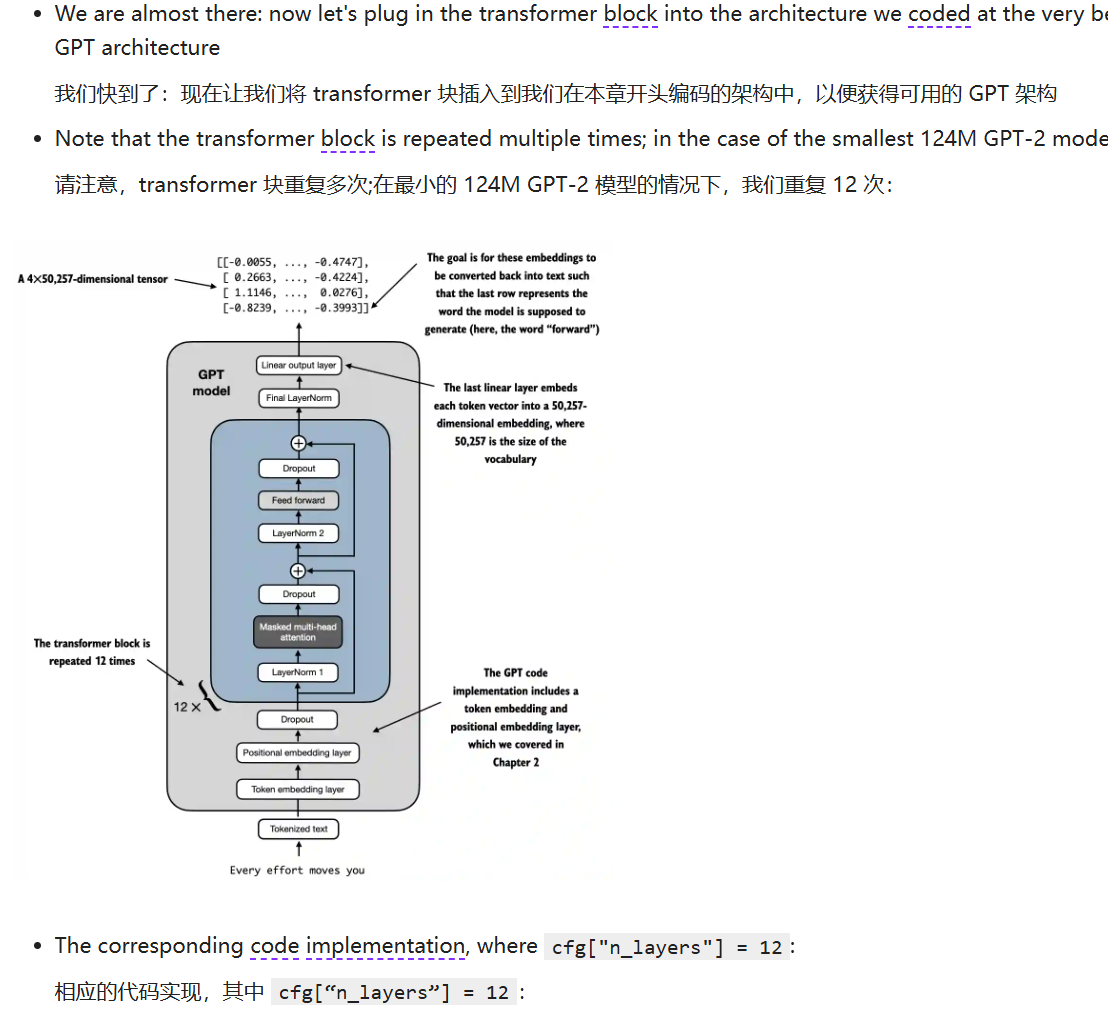 We are almost there: now let's plug in the transformer block into the architecture we coded at the very
GPT architecture
我们快到了：现在让我们将 transformer 块插入到我们在本章开头编码的架构中，以便获得可用的 GPT 架构
Note that the transformer block is repeated multiple times; in the case of the smallest 124M GPT-2
请注意，transformer 块重复多次;在最小的 124M GPT-2 模型的情况下，我们重复 12 次：
A 4×50,257-dimensional tensor
[[-0.0055, ..., -0.4747],
[ 0.2663, ..., -0.4224],
[ 1.1146, ..., 0.0276],
[-0.8239, ..., -0.3993]]
The goal is for these embeddings to
be converted back into text such
that the last row represents the
word the model is supposed to
generate (here, the word “forward”)
GPT
model
Linear output layer
Final LayerNorm
The last linear layer embeds
each token vector into a 50,257-
dimensional embedding, where
50,257 is the size of the
vocabulary
Dropout
Feed forward
LayerNorm 2
Dropout
Masked multi-head
attention
LayerNorm 1
The transformer block is
repeated 12 times
12 ×
Dropout
Positional embedding layer
Token embedding layer
The GPT code
implementation includes a
token embedding and
positional embedding layer,
which we covered in
Chapter 2
Tokenized text
Every effort moves you
The corresponding code implementation, where cfg["n_layers"] = 12:
相应的代码实现，其中 cfg[“n_layers”] = 12：